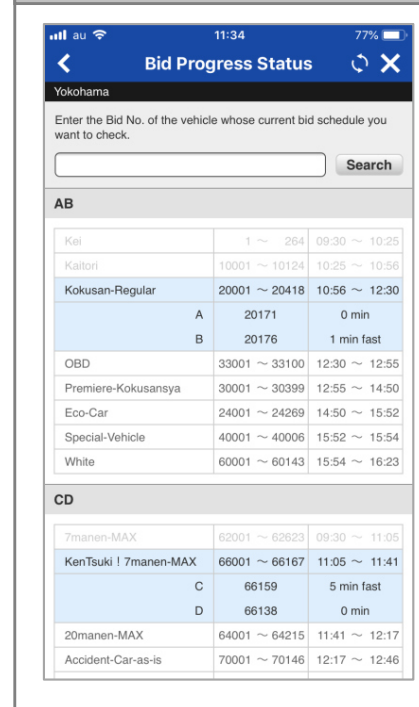 au 11:34 77%
Bid Progress Status
Yokohama
Enter the Bid No. of the vehicle whose current bid schedule you
want to check.
Search
AB
Kei 1 ～ 264 09:30 ～ 10:25
Kaitori 10001 ～ 10124 10:25 ～ 10:56
Kokusan-Regular 20001 ～ 20418 10:56 ～ 12:30
A 20171 0 min
B 20176 1 min fast
OBD 33001 ～ 33100 12:30 ～ 12:55
Premiere-Kokusansya 30001 ～ 30399 12:55 ～ 14:50
Eco-Car 24001 ～ 24269 14:50 ～ 15:52
Special-Vehicle 40001 ～ 40006 15:52 ～ 15:54
White 60001 ～ 60143 15:54 ～ 16:23
CD
7manen-MAX 62001 ～ 62623 09:30 ～ 11:05
KenTsuki ! 7manen-MAX 66001 ～ 66167 11:05 ～ 11:41
C 66159 5 min fast
D 66138 0 min
20manen-MAX 64001 ～ 64215 11:41 ～ 12:17
Accident-Car-as-is 70001 ～ 70146 12:17 ～ 12:46